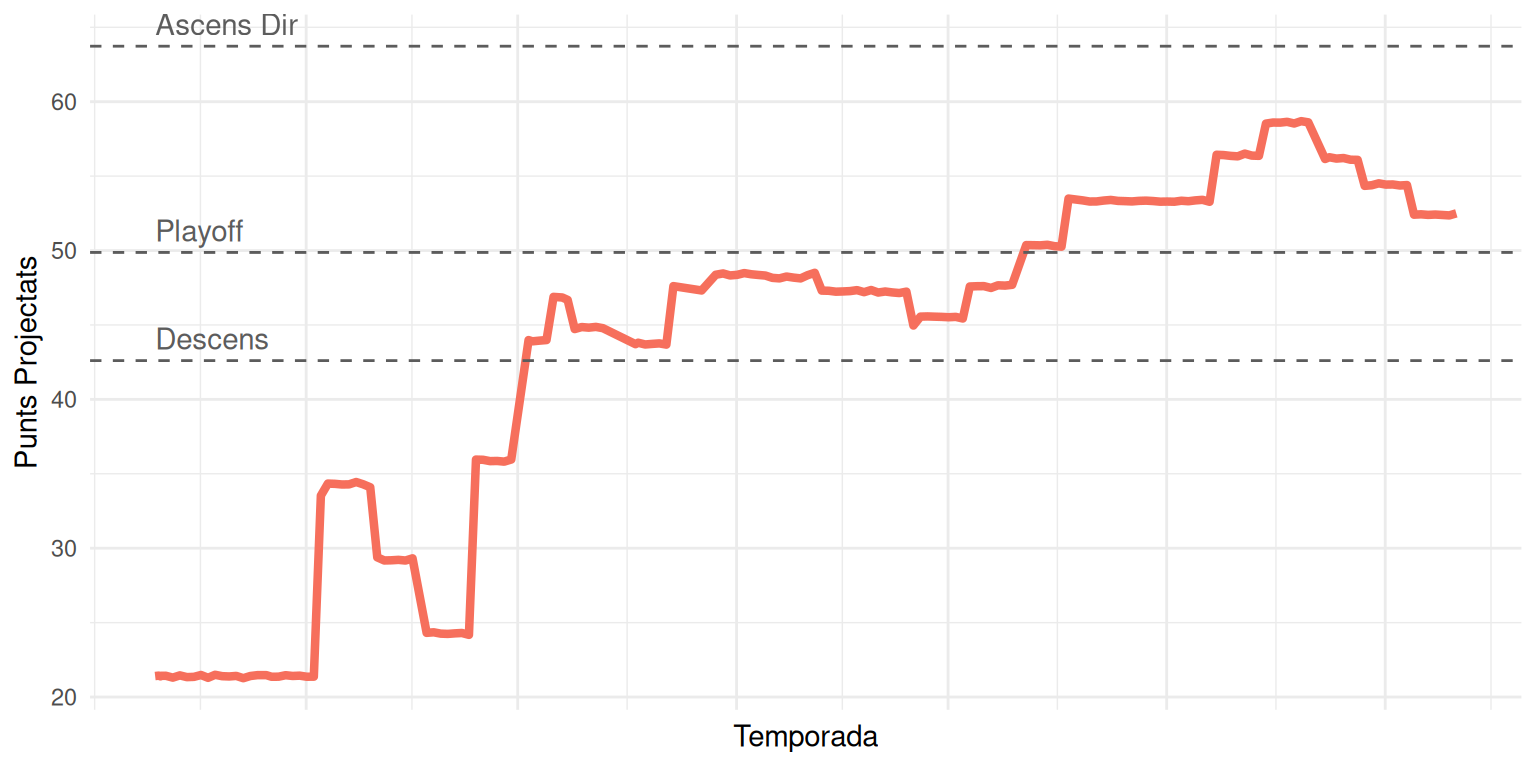 Ascens Dir
60
Playoff
50
Descens
40
30
20
Punts Projectats
Temporada